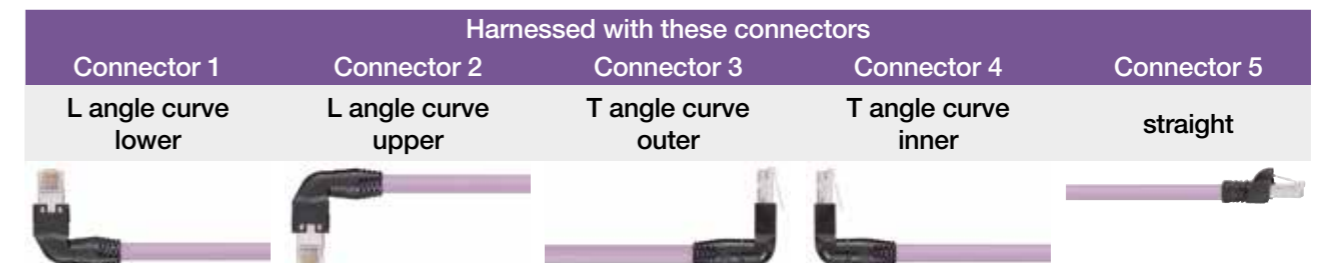 Harnessed with these connectors
Connector 1 Connector 2 Connector 3 Connector 4 Connector 5
L angle curve lower
L angle curve upper
T angle curve outer
T angle curve inner
straight